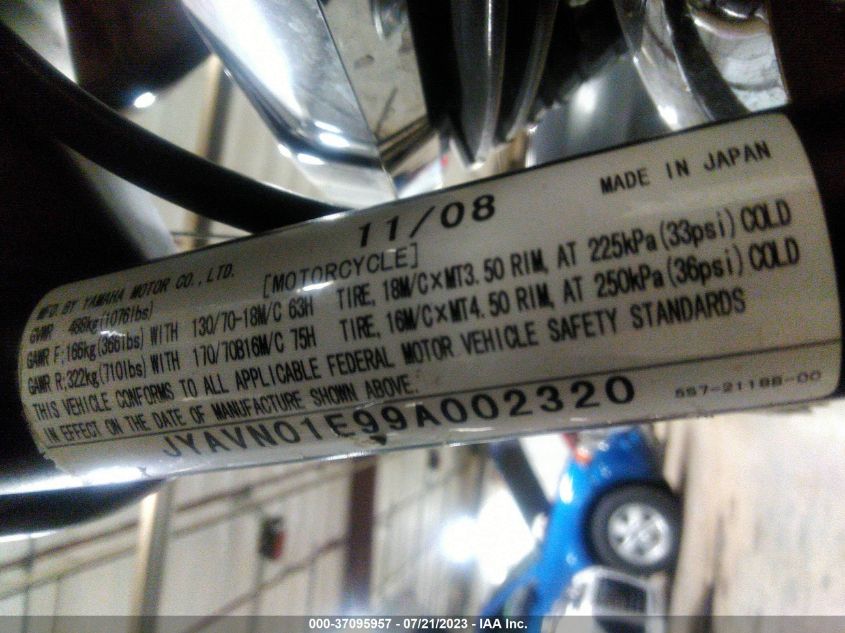 11/08
MADE IN JAPAN
MFD. BY YAMAHA MOTOR CO., LTD.
[MOTORCYCLE]
GVWR 488kg(1076lbs)
GAWR F:166kg(366lbs) WITH 130/70-18M/C 63H TIRE, 18M/C×MT3.50 RIM, AT 225kPa(33psi) COLD
GAWR R:322kg(710lbs) WITH 170/70B16M/C 75H TIRE, 16M/C×MT4.50 RIM, AT 250kPa(36psi) COLD
THIS VEHICLE CONFORMS TO ALL APPLICABLE FEDERAL MOTOR VEHICLE SAFETY STANDARDS
IN EFFECT ON THE DATE OF MANUFACTURE SHOWN ABOVE.
JYAVN01E99A002320
5S7-2118B-00
000-37095957 - 07/21/2023 - IAA Inc.